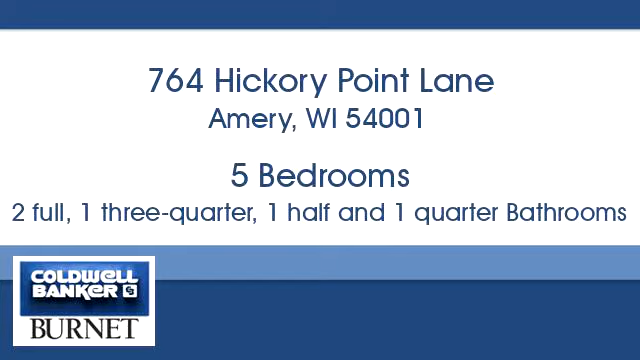 764 Hickory Point Lane
Amery, WI 54001
5 Bedrooms
2 full, 1 three-quarter, 1 half and 1 quarter Bathrooms
COLDWELL
BANKER
BURNET